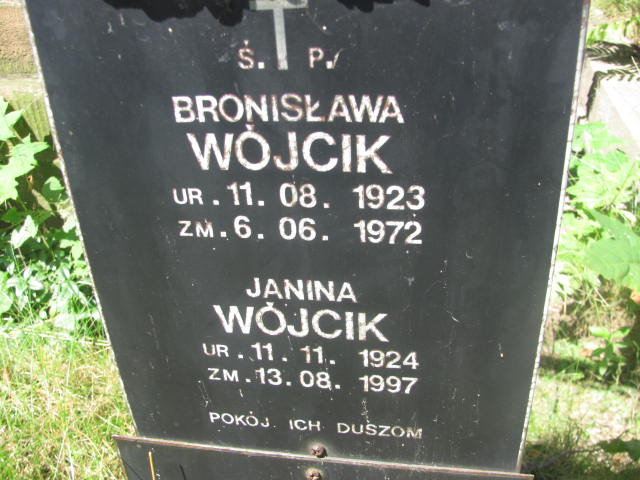 Ś. P.
BRONISŁAWA
WÓJCIK
UR. 11. 08. 1923
ZM. 6. 06. 1972
JANINA
WÓJCIK
UR. 11. 11. 1924
ZM. 13. 08. 1997
POKÓJ ICH DUSZOM